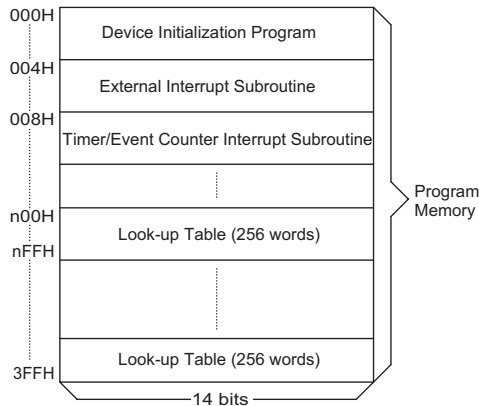 000H
Device Initialization Program
004H
External Interrupt Subroutine
008H
Timer/Event Counter Interrupt Subroutine
Program
Memory
n00H
Look-up Table (256 words)
nFFH
Look-up Table (256 words)
3FFH
14 bits